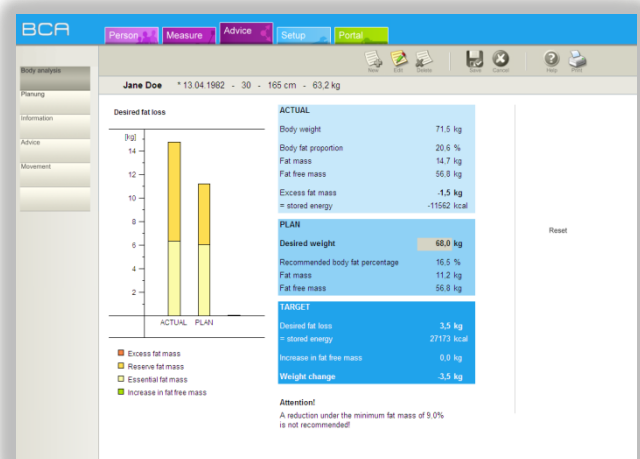 BCA
Person Measure Advice Setup Portal
New Edit Delete Save Cancel Help Print
Body analysis
Planung
Information
Advice
Movement
Jane Doe * 13.04.1982 - 30 - 165 cm - 63,2 kg
Desired fat loss
[kg]
14
12
10
8
6
4
2
ACTUAL PLAN
Excess fat mass
Reserve fat mass
Essential fat mass
Increase in fat free mass
ACTUAL
Body weight 71,5 kg
Body fat proportion 20,6 %
Fat mass 14,7 kg
Fat free mass 56,8 kg
Excess fat mass -1,5 kg
= stored energy -11562 kcal
PLAN
Desired weight 68,0 kg
Recommended body fat percentage 16,5 %
Fat mass 11,2 kg
Fat free mass 56,8 kg
TARGET
Desired fat loss 3,5 kg
= stored energy 27173 kcal
Increase in fat free mass 0,0 kg
Weight change -3,5 kg
Attention!
A reduction under the minimum fat mass of 9.0%
is not recommended!
Reset